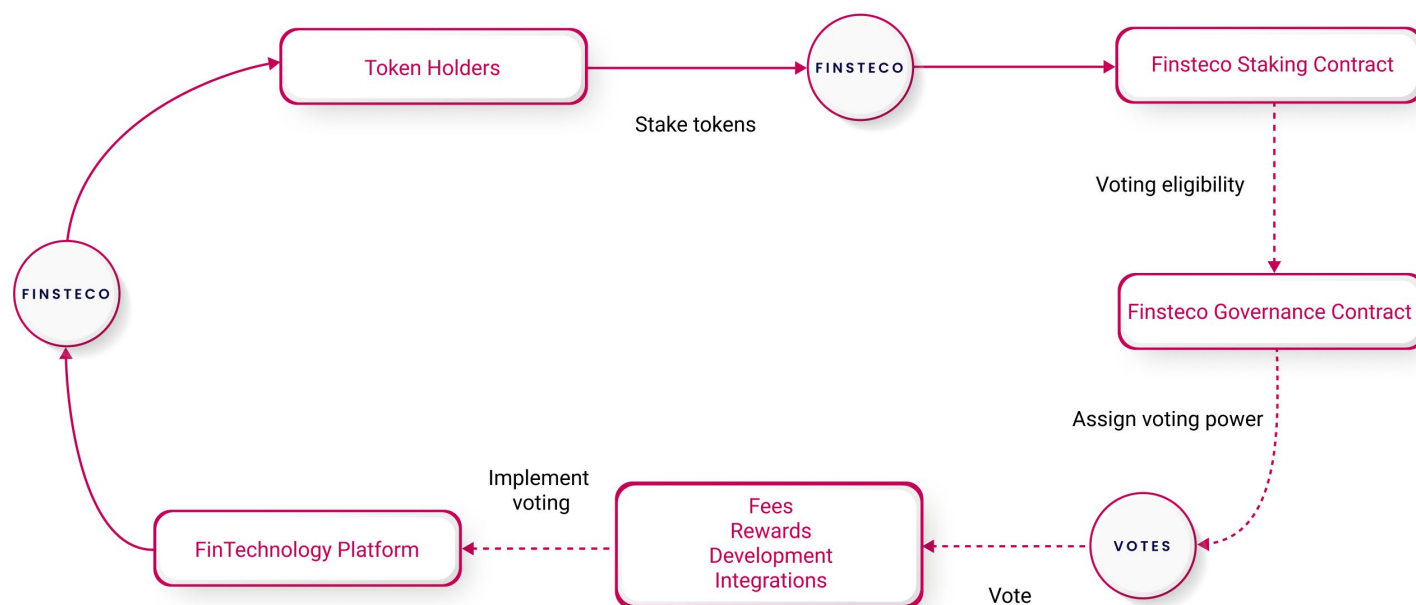 Token Holders
FINSTECO
Finsteco Staking Contract
Stake tokens
Voting eligibility
FINSTECO
Finsteco Governance Contract
Assign voting power
Implement
voting
Fees
Rewards
Development
Integrations
FinTechnology Platform
VOTES
Vote